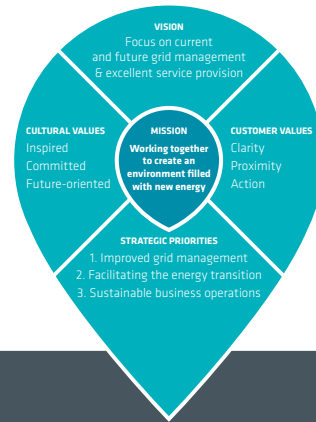 VISION
Focus on current
and future grid management
& excellent service provision
CULTURAL VALUES
Inspired
Committed
Future-oriented
MISSION
Working together
to create an
environment filled
with new energy
CUSTOMER VALUES
Clarity
Proximity
Action
STRATEGIC PRIORITIES
1. Improved grid management
2. Facilitating the energy transition
3. Sustainable business operations